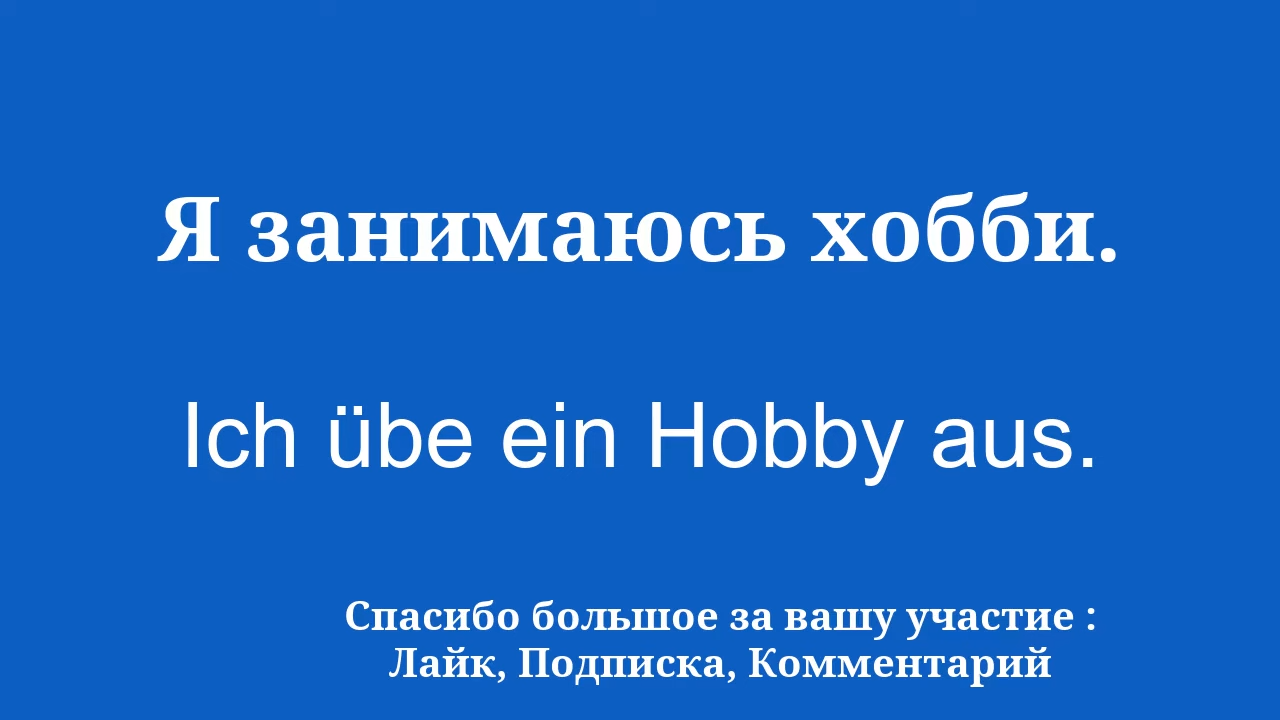 Я занимаюсь хобби.
Ich übe ein Hobby aus.
Спасибо большое за вашу участие :
Лайк, Подписка, Комментарий